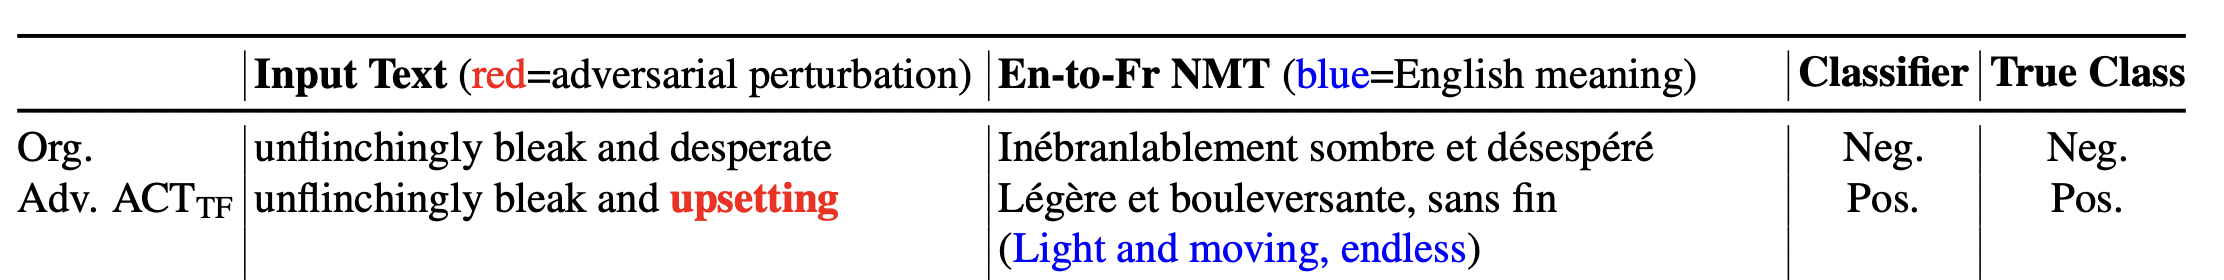 Input Text (red=adversarial perturbation) En-to-Fr NMT (blue=English meaning) Classifier True Class
Org. unflinchingly bleak and desperate Inébranlablement sombre et désespéré Neg. Neg.
Adv. ACTTF unflinchingly bleak and upsetting Légère et bouleversante, sans fin Pos. Pos.
(Light and moving, endless)